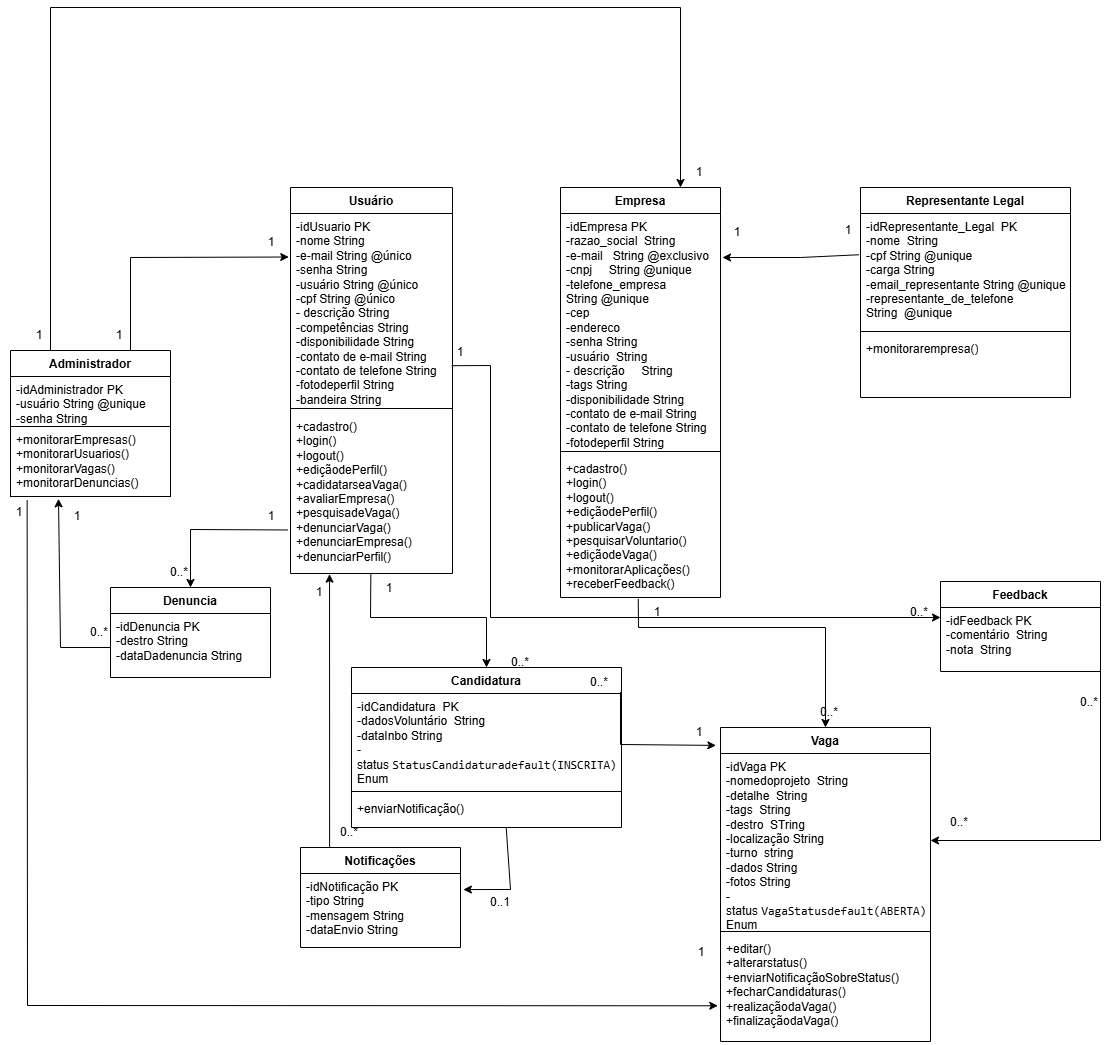 1
Usuário
-idUsuario PK
-nome String
-e-mail String @único
-senha String
-usuário String @único
-cpf String @único
- descrição String
-competências String
-disponibilidade String
-contato de e-mail String
-contato de telefone String
-fotodeperfil String
-bandeira String
+cadastro()
+login()
+logout()
+ediçãodePerfil()
+cadidatarseaVaga()
+avaliarEmpresa()
+pesquisadeVaga()
+denunciarVaga()
+denunciarEmpresa()
+denunciarPerfil()
Empresa
-idEmpresa PK
-razao_social  String
-e-mail   String @exclusivo
-cnpj     String @unique
-telefone_empresa
String @unique
-cep
-endereco
-senha String
-usuário  String
- descrição     String
-tags String
-disponibilidade String
-contato de e-mail String
-contato de telefone String
-fotodeperfil String
+cadastro()
+login()
+logout()
+ediçãodePerfil()
+publicarVaga()
+pesquisarVoluntario()
+ediçãodeVaga()
+monitorarAplicações()
+receberFeedback()
Representante Legal
-idRepresentante_Legal  PK
-nome  String
-cpf String @unique
-carga String
-email_representante String @unique
-representante_de_telefone
String  @unique
+monitorarempresa()
1
1
1
1
1
1
Administrador
-idAdministrador PK
-usuário String @unique
-senha String
+monitorarEmpresas()
+monitorarUsuarios()
+monitorarVagas()
+monitorarDenuncias()
1
1
1
1
0..*
0..*
Denuncia
-idDenuncia PK
-destro String
-dataDadenuncia String
1
1
1
0..*
Feedback
-idFeedback PK
-comentário  String
-nota  String
0..*
0..*
0..*
Candidatura
-idCandidatura  PK
-dadosVoluntário  String
-dataInbo String
-
status StatusCandidaturadefault(INSCRITA)
Enum
+enviarNotificação()
1
0..*
Vaga
-idVaga PK
-nomedoprojeto  String
-detalhe  String
-tags  String
-destro  STring
-localização String
-turno  string
-dados String
-fotos String
-
status VagaStatusdefault(ABERTA)
Enum
+editar()
+alterarstatus()
+enviarNotificaçãoSobreStatus()
+fecharCandidaturas()
+realizaçãodaVaga()
+finalizaçãodaVaga()
0..*
0..*
Notificações
-idNotificação PK
-tipo String
-mensagem String
-dataEnvio String
0..1
1